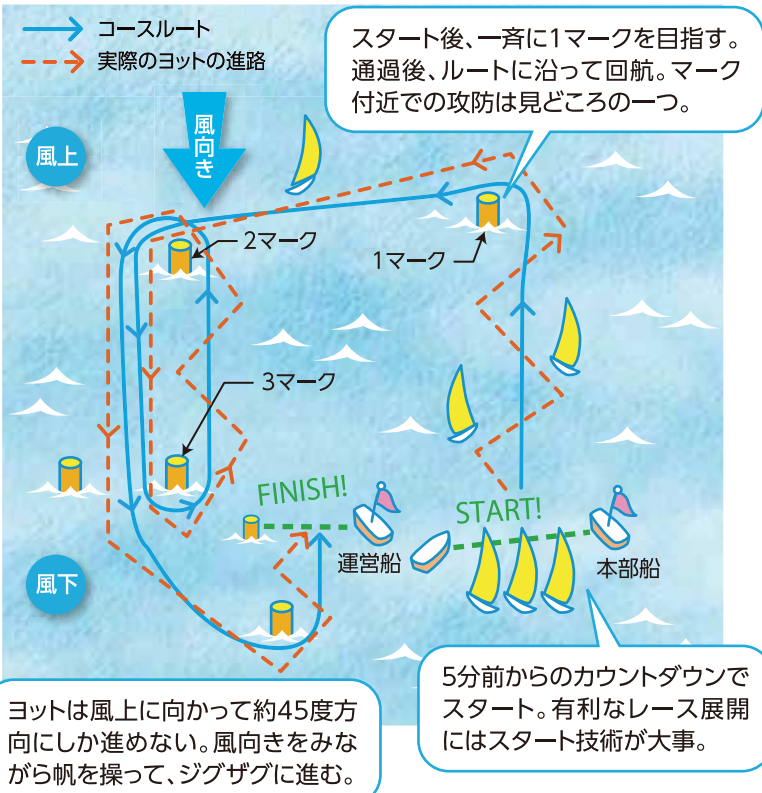 コースルート
実際のヨットの進路
スタート後、一斉に1マークを目指す。
通過後、ルートに沿って回航。マーク
付近での攻防は見どころの一つ。
風向き
風上
2マーク
1マーク
3マーク
FINISH!
START!
運営船
本部船
風下
5分前からのカウントダウンで
スタート。有利なレース展開
にはスタート技術が大事。
ヨットは風上に向かって約45度方
向にしか進めない。風向きをみな
がら帆を操って、ジグザグに進む。